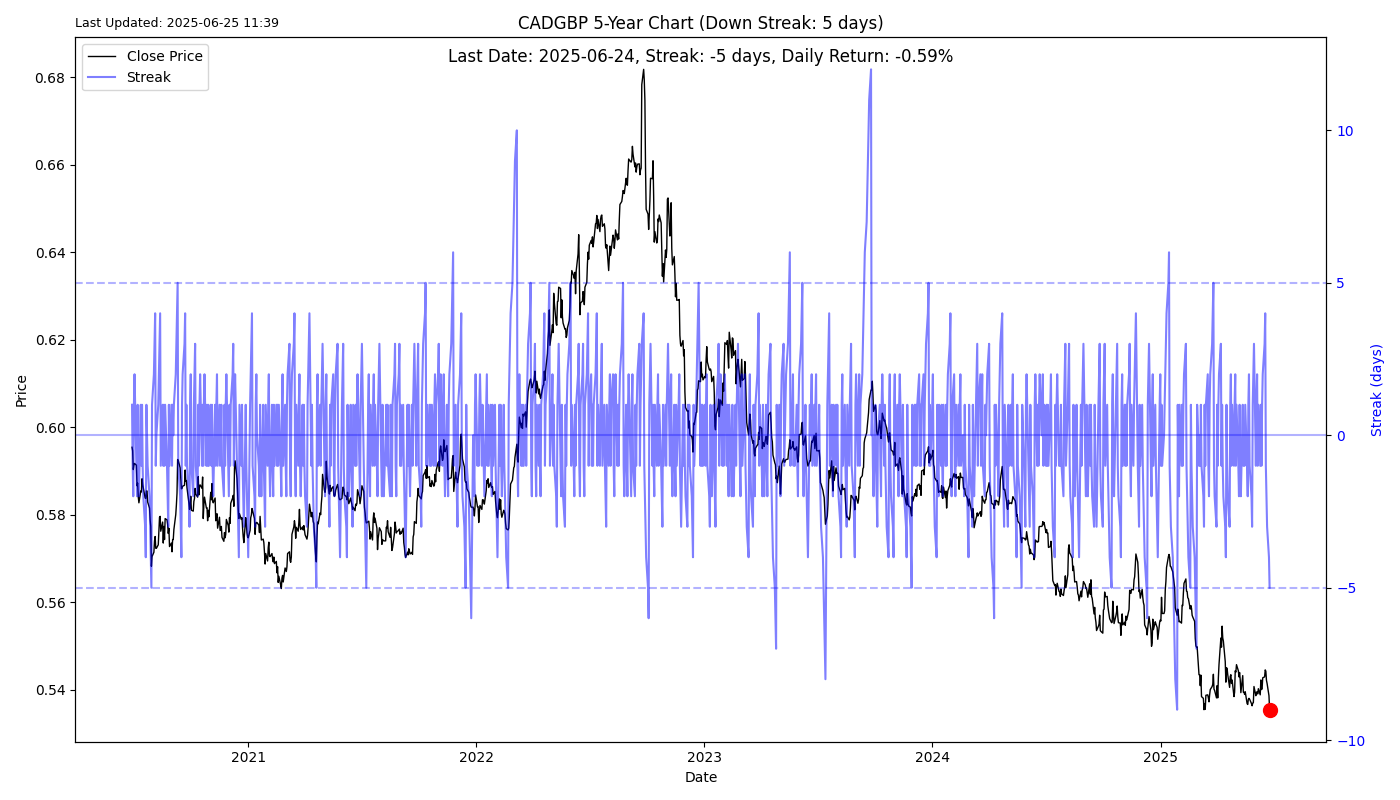 Last Updated: 2025-06-25 11:39
CADGBP 5-Year Chart (Down Streak: 5 days)
Last Date: 2025-06-24, Streak: -5 days, Daily Return: -0.59%
Close Price
Streak
Price
0.68
0.66
0.64
0.62
0.60
0.58
0.56
0.54
10
5
0
−5
−10
Streak (days)
2021
2022
2023
2024
2025
Date